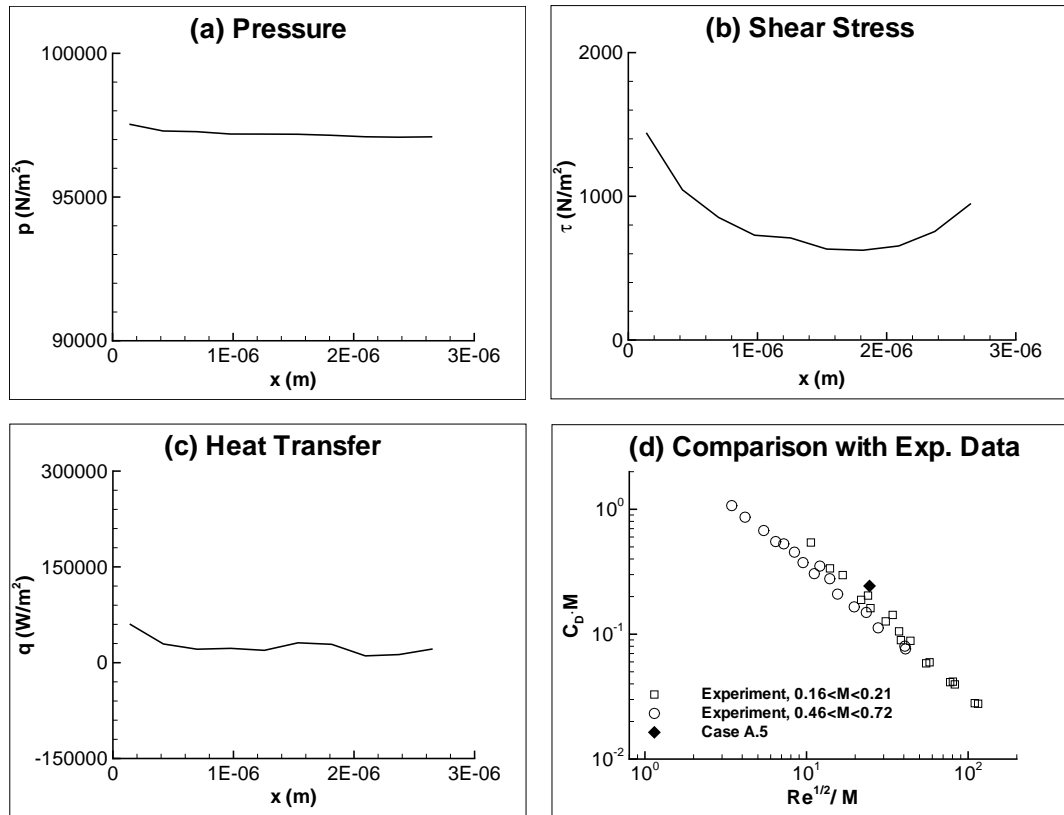 (a) Pressure
100000
95000
90000
p (N/m²)
0
1E-06
2E-06
3E-06
x (m)
(b) Shear Stress
2000
1000
0
τ (N/m²)
0
1E-06
2E-06
3E-06
x (m)
(c) Heat Transfer
300000
150000
0
-150000
q (W/m²)
0
1E-06
2E-06
3E-06
x (m)
(d) Comparison with Exp. Data
10⁰
10⁻¹
10⁻²
C_D·M
Experiment, 0.16<M<0.21
Experiment, 0.46<M<0.72
Case A.5
10⁰
10¹
10²
Re^{1/2}/ M